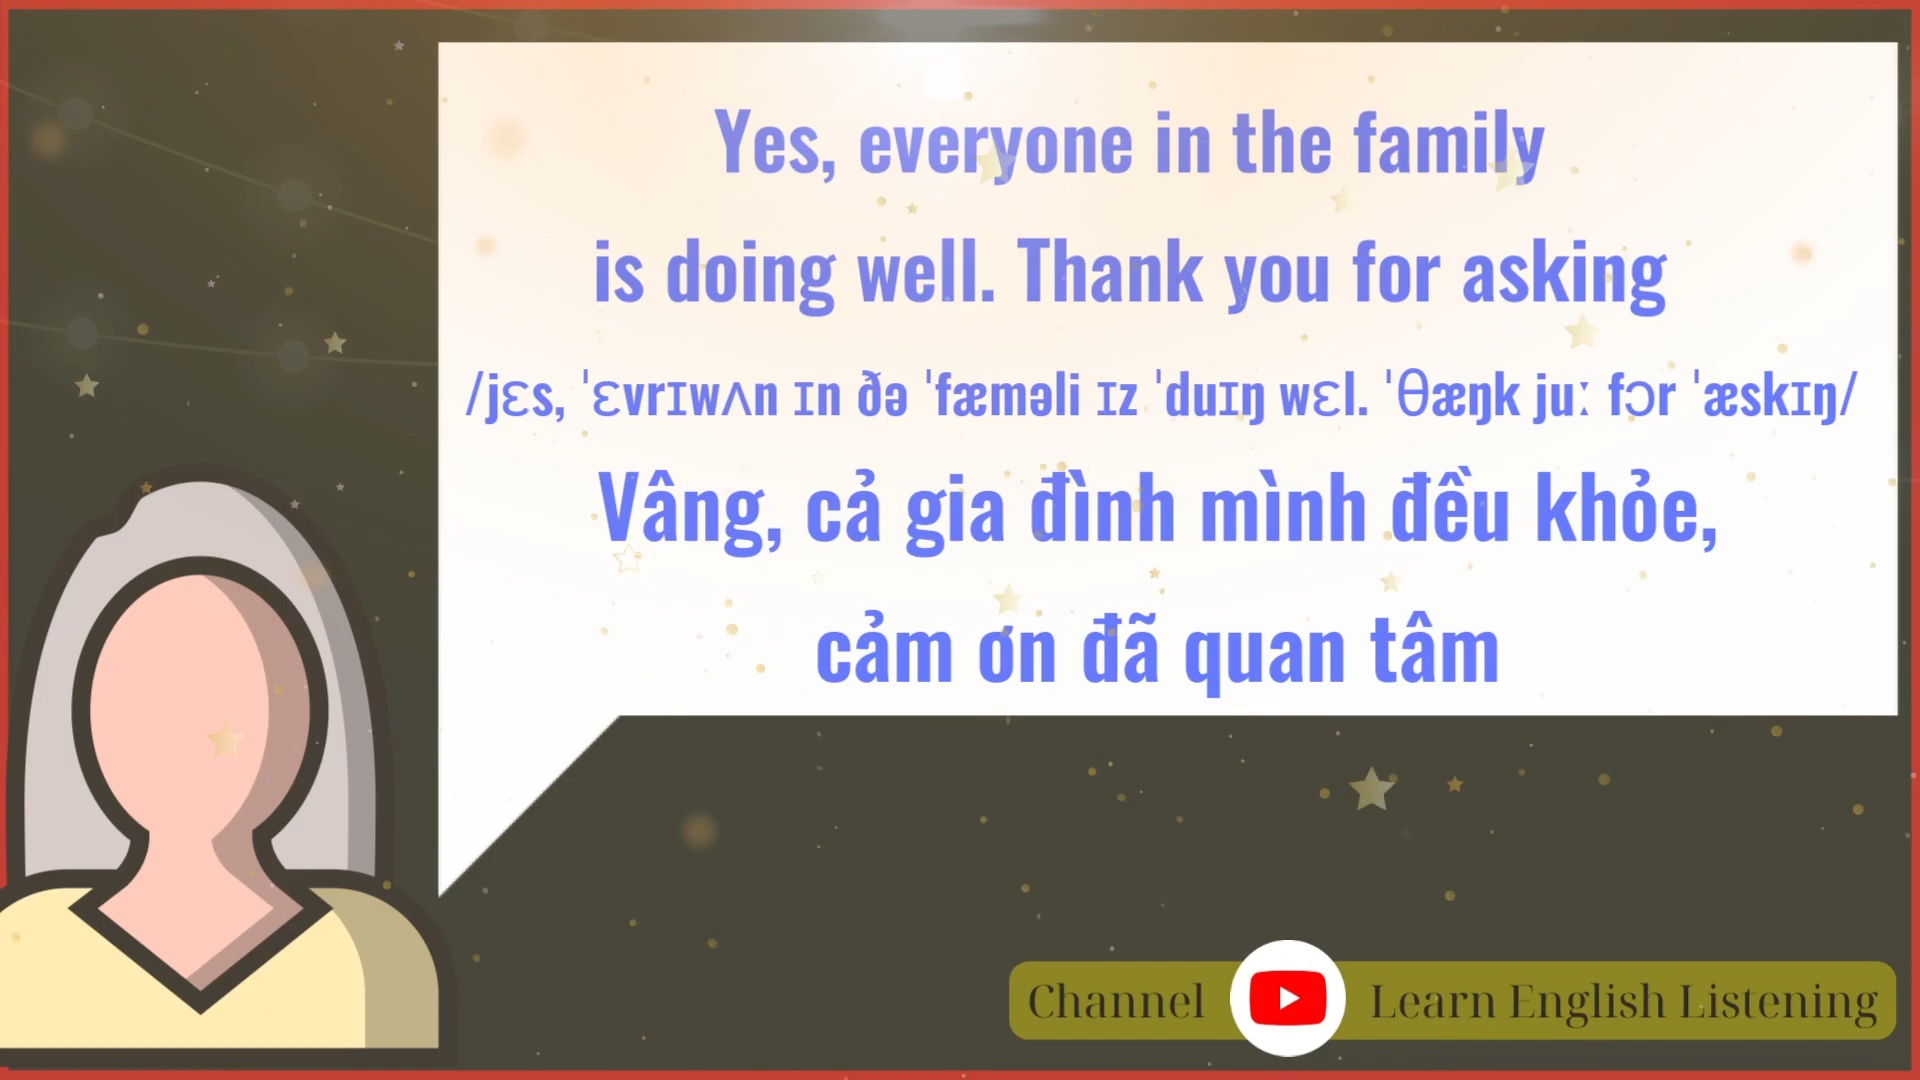 Yes, everyone in the family
is doing well. Thank you for asking
/jɛs, ˈɛvrɪwʌn ɪn ðə ˈfæməli ɪz ˈduɪŋ wɛl. ˈθæŋk juː fɔr ˈæskɪŋ/
Vâng, cả gia đình mình đều khỏe,
cảm ơn đã quan tâm
Channel Learn English Listening